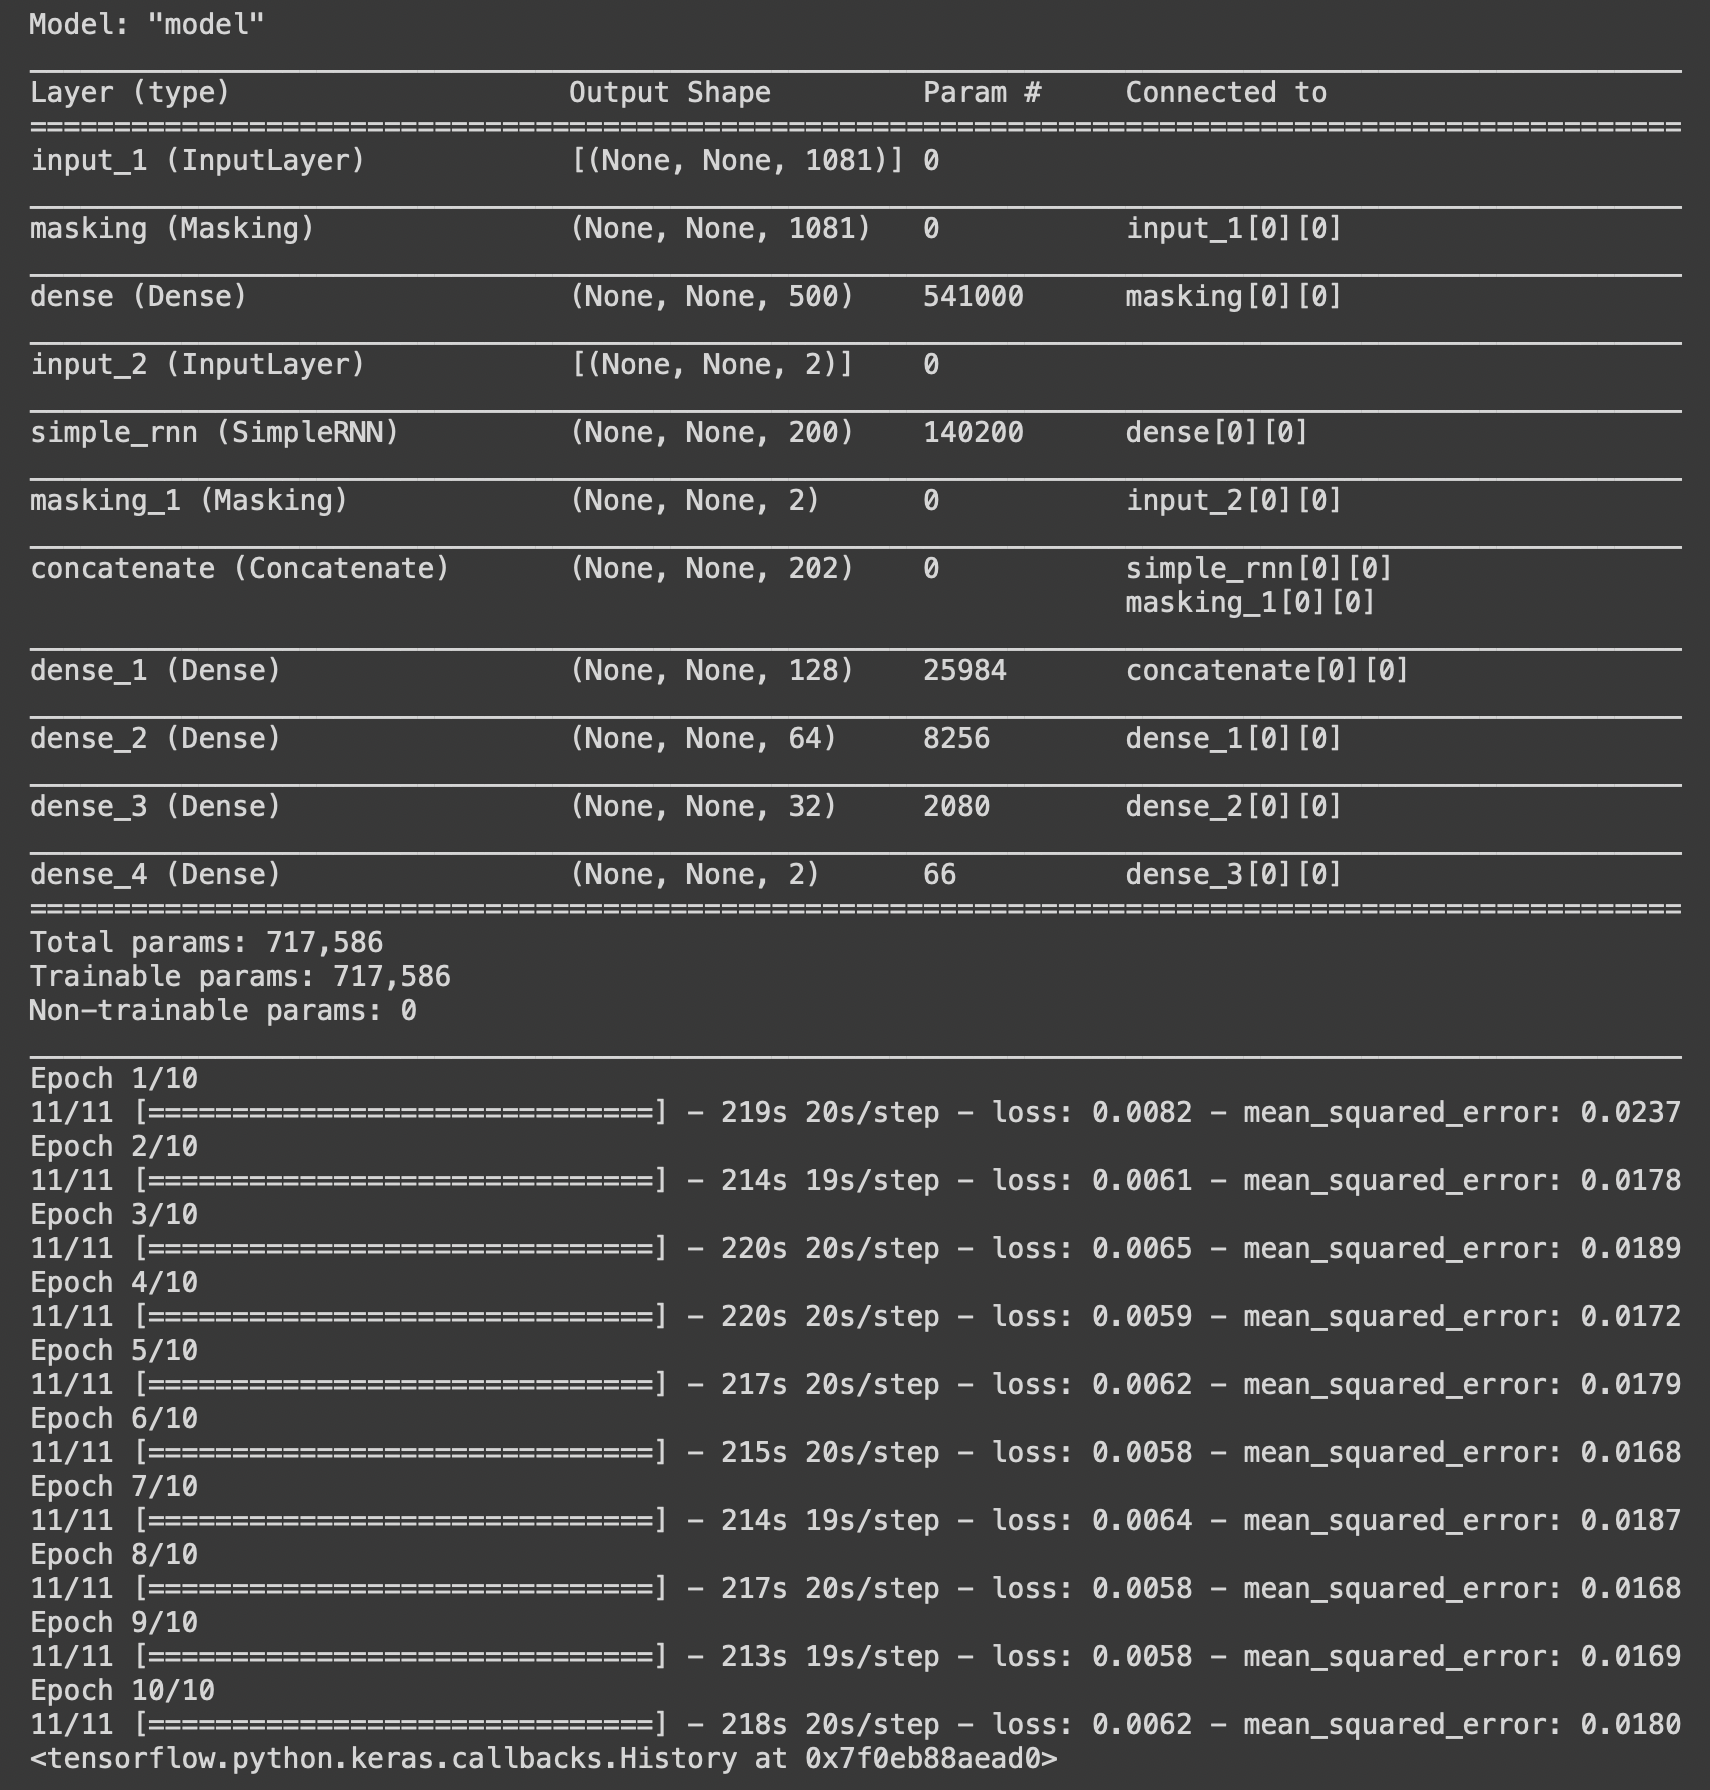 Model: "model"
Layer (type) Output Shape Param # Connected to
==================================================================================================
input_1 (InputLayer) [(None, None, 1081)] 0
masking (Masking) (None, None, 1081) 0 input_1[0][0]
dense (Dense) (None, None, 500) 541000 masking[0][0]
input_2 (InputLayer) [(None, None, 2)] 0
simple_rnn (SimpleRNN) (None, None, 200) 140200 dense[0][0]
masking_1 (Masking) (None, None, 2) 0 input_2[0][0]
concatenate (Concatenate) (None, None, 202) 0 simple_rnn[0][0]
masking_1[0][0]
dense_1 (Dense) (None, None, 128) 25984 concatenate[0][0]
dense_2 (Dense) (None, None, 64) 8256 dense_1[0][0]
dense_3 (Dense) (None, None, 32) 2080 dense_2[0][0]
dense_4 (Dense) (None, None, 2) 66 dense_3[0][0]
==================================================================================================
Total params: 717,586
Trainable params: 717,586
Non-trainable params: 0
Epoch 1/10
11/11 [==============================] - 219s 20s/step - loss: 0.0082 - mean_squared_error: 0.0237
Epoch 2/10
11/11 [==============================] - 214s 19s/step - loss: 0.0061 - mean_squared_error: 0.0178
Epoch 3/10
11/11 [==============================] - 220s 20s/step - loss: 0.0065 - mean_squared_error: 0.0189
Epoch 4/10
11/11 [==============================] - 220s 20s/step - loss: 0.0059 - mean_squared_error: 0.0172
Epoch 5/10
11/11 [==============================] - 217s 20s/step - loss: 0.0062 - mean_squared_error: 0.0179
Epoch 6/10
11/11 [==============================] - 215s 20s/step - loss: 0.0058 - mean_squared_error: 0.0168
Epoch 7/10
11/11 [==============================] - 214s 19s/step - loss: 0.0064 - mean_squared_error: 0.0187
Epoch 8/10
11/11 [==============================] - 217s 20s/step - loss: 0.0058 - mean_squared_error: 0.0168
Epoch 9/10
11/11 [==============================] - 213s 19s/step - loss: 0.0058 - mean_squared_error: 0.0169
Epoch 10/10
11/11 [==============================] - 218s 20s/step - loss: 0.0062 - mean_squared_error: 0.0180
<tensorflow.python.keras.callbacks.History at 0x7f0eb88aead0>